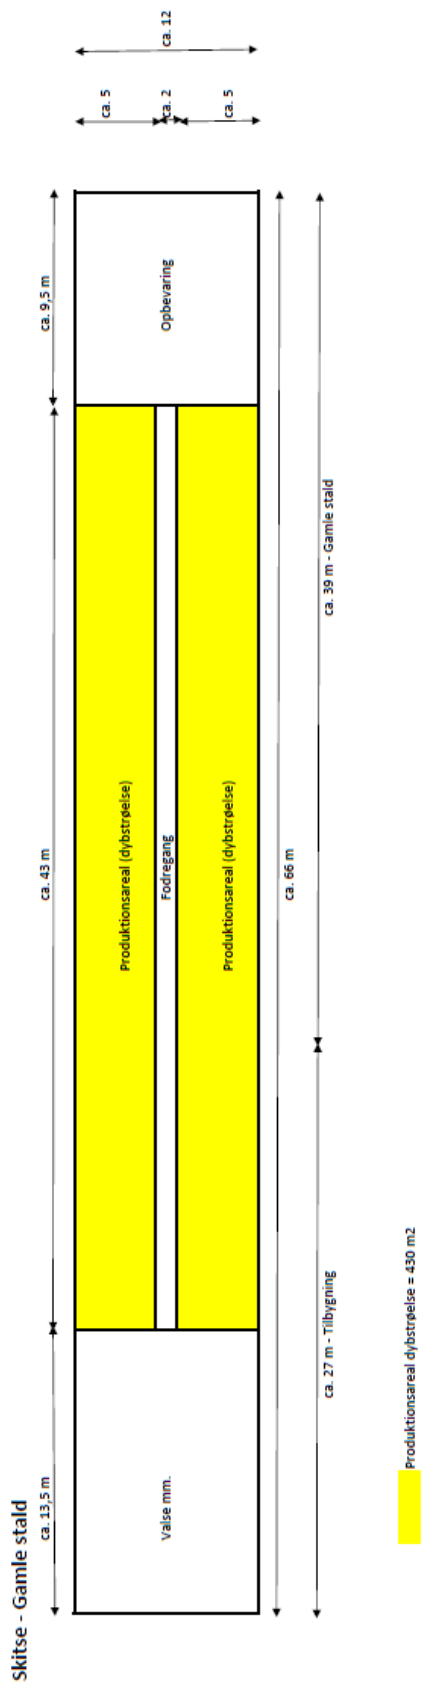 Skitse - Gamle stald
ca. 13,5 m
ca. 43 m
ca. 9,5 m
Valse mm.
Produktionsareal (dybstrøelse)
Fodregang
Produktionsareal (dybstrøelse)
Opbevaring
ca. 5
ca. 2
ca. 5
ca. 12
ca. 66 m
ca. 27 m - Tilbygning
ca. 39 m - Gamle stald
Produktionsareal dybstrøelse = 430 m2